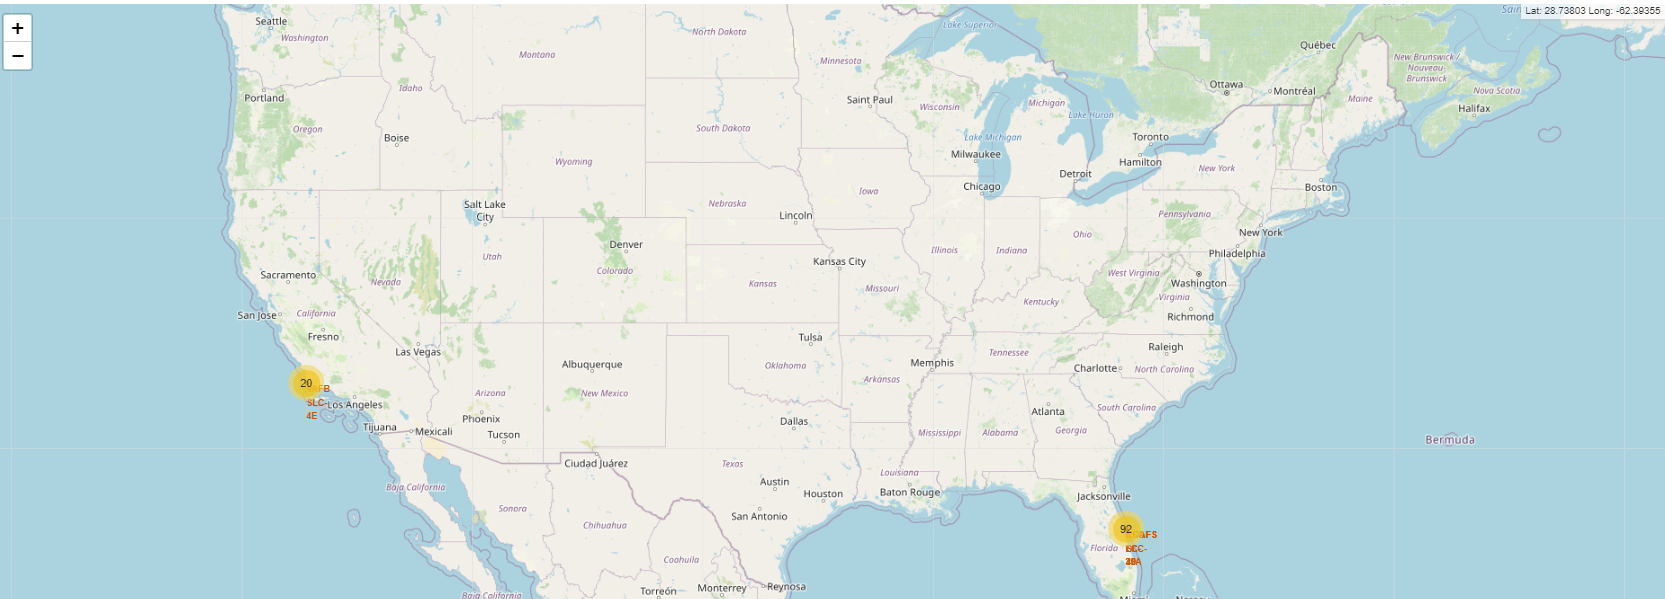 Lat: 28.73803 Long: -62.39355
+
−
Seattle
Washington
Montana
North Dakota
Minnesota
Lake Superior
Québec
New Brunswick /
Nouveau-
Brunswick
Nova Scotia
Halifax
Ottawa
Montréal
Maine
Portland
Oregon
Idaho
Boise
Saint Paul
Wisconsin
Michigan
Lake Huron
Lake Michigan
Toronto
Hamilton
South Dakota
Wyoming
Milwaukee
Chicago
Detroit
New York
Boston
Iowa
Salt Lake
City
Nebraska
Lincoln
Pennsylvania
New York
Philadelphia
Ohio
Illinois
Indiana
Denver
Colorado
Utah
Kansas City
Sacramento
Nevada
Kansas
Missouri
West Virginia
Washington
Virginia
Kentucky
San Jose
California
Richmond
Fresno
Las Vegas
Tulsa
Raleigh
Albuquerque
Oklahoma
Memphis
Tennessee
Charlotte
North Carolina
20
FB
SLC-
4E
Los Angeles
Arizona
New Mexico
Arkansas
Phoenix
Tucson
Tijuana
Mexicali
Dallas
Atlanta
South Carolina
Mississippi
Alabama
Georgia
Bermuda
Ciudad Juárez
Texas
Louisiana
Baja California
Austin
Houston
Baton Rouge
Jacksonville
Sonora
Chihuahua
San Antonio
92
Florida
Coahuila
Torreón
Monterrey
Reynosa
Baja California
Miami
Nassau